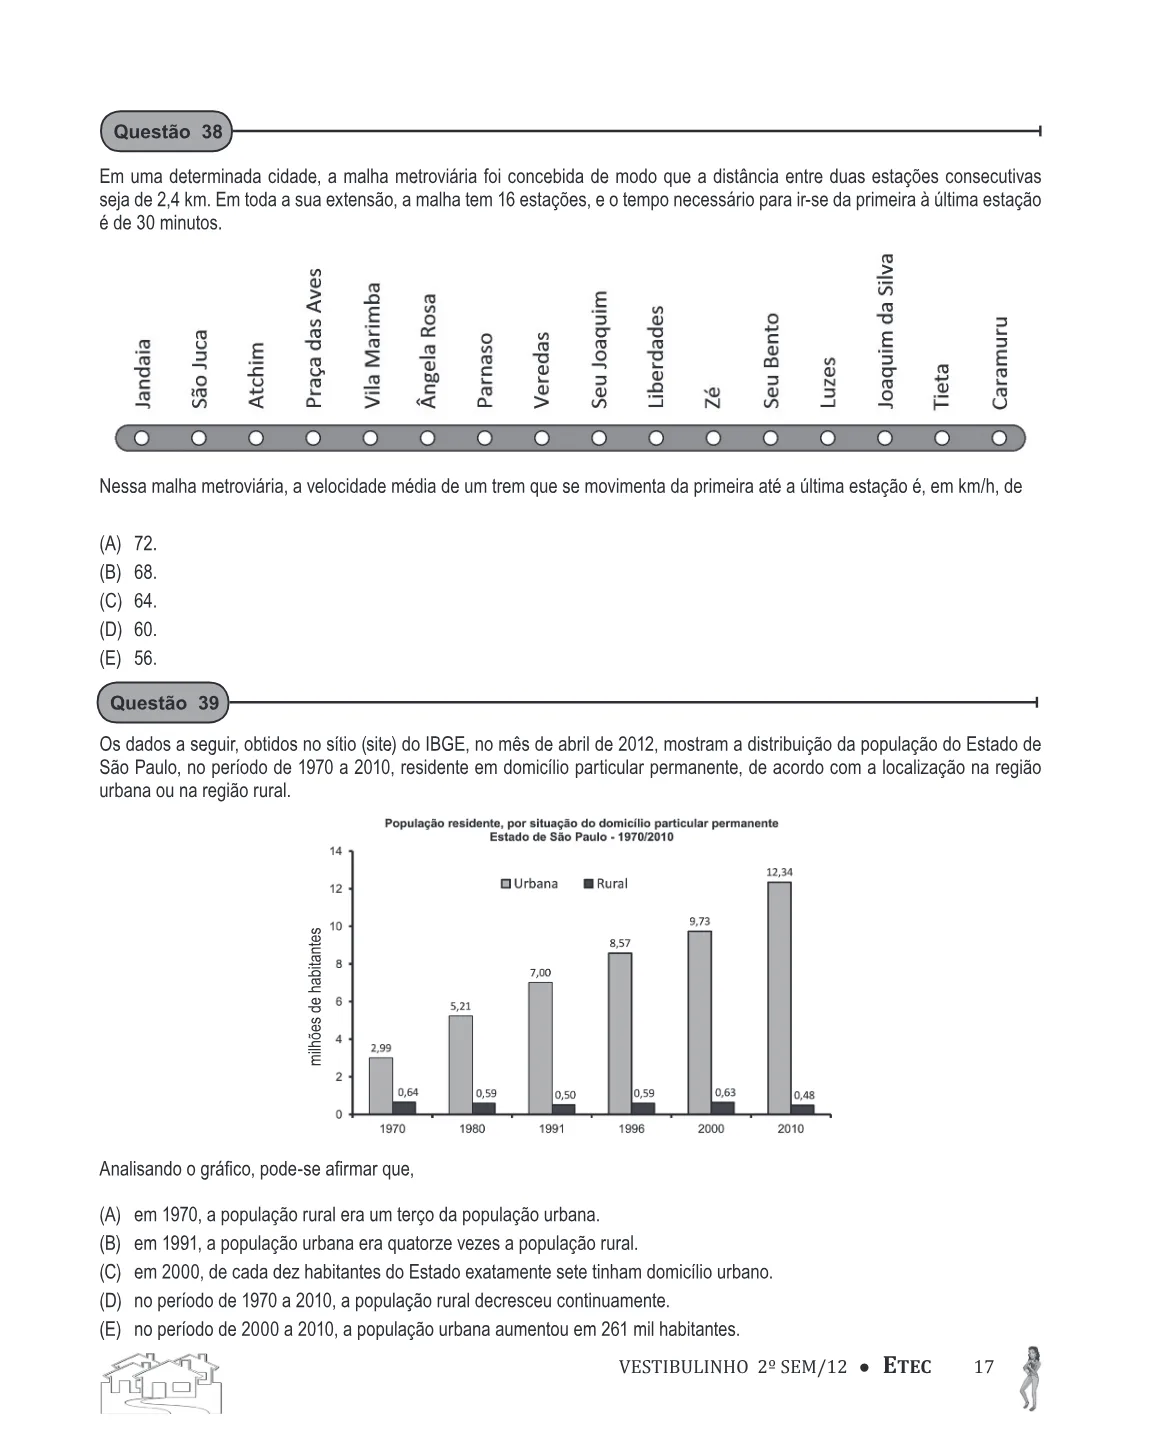 Questão 38
Em uma determinada cidade, a malha metroviária foi concebida de modo que a distância entre duas estações consecutivas
seja de 2,4 km. Em toda a sua extensão, a malha tem 16 estações, e o tempo necessário para ir-se da primeira à última estação
é de 30 minutos.
Jandaia
São Juca
Atchim
Praça das Aves
Vila Marimba
Ângela Rosa
Parnaso
Veredas
Seu Joaquim
Liberdades
Zé
Seu Bento
Luzes
Joaquim da Silva
Tieta
Caramuru
Nessa malha metroviária, a velocidade média de um trem que se movimenta da primeira até a última estação é, em km/h, de
(A) 72.
(B) 68.
(C) 64.
(D) 60.
(E) 56.
Questão 39
Os dados a seguir, obtidos no sítio (site) do IBGE, no mês de abril de 2012, mostram a distribuição da população do Estado de
São Paulo, no período de 1970 a 2010, residente em domicílio particular permanente, de acordo com a localização na região
urbana ou na região rural.
População residente, por situação do domicílio particular permanente
Estado de São Paulo - 1970/2010
milhões de habitantes
14
12
10
8
6
4
2
0
Urbana Rural
2,99
0,64
5,21
0,59
7,00
0,50
8,57
0,59
9,73
0,63
12,34
0,48
1970 1980 1991 1996 2000 2010
Analisando o gráfico, pode-se afirmar que,
(A) em 1970, a população rural era um terço da população urbana.
(B) em 1991, a população urbana era quatorze vezes a população rural.
(C) em 2000, de cada dez habitantes do Estado exatamente sete tinham domicílio urbano.
(D) no período de 1970 a 2010, a população rural decresceu continuamente.
(E) no período de 2000 a 2010, a população urbana aumentou em 261 mil habitantes.
VESTIBULINHO 2º SEM/12 • ETEC 17